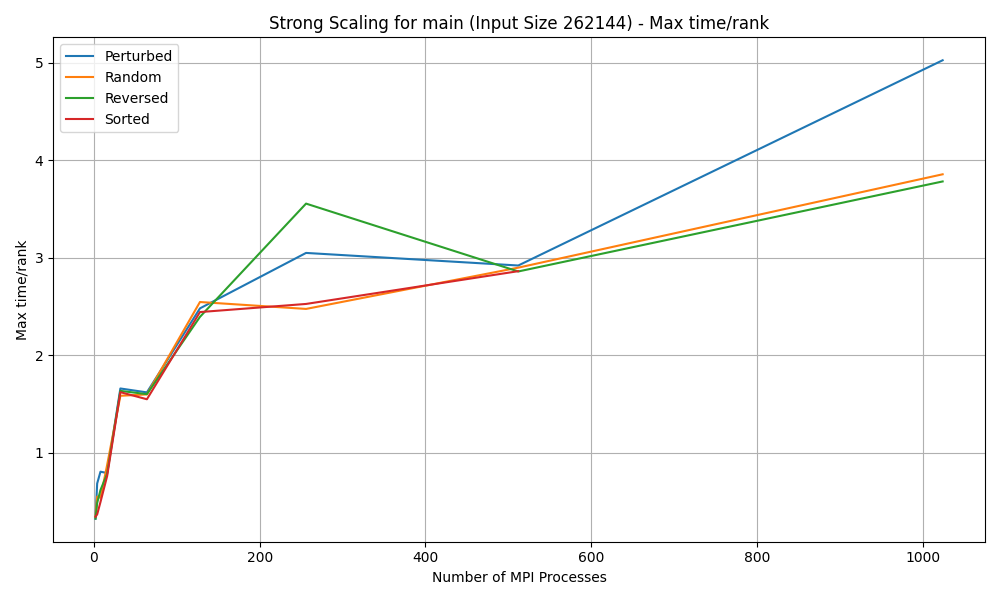 Strong Scaling for main (Input Size 262144) - Max time/rank
Perturbed
Random
Reversed
Sorted
Max time/rank
5
4
3
2
1
0 200 400 600 800 1000
Number of MPI Processes